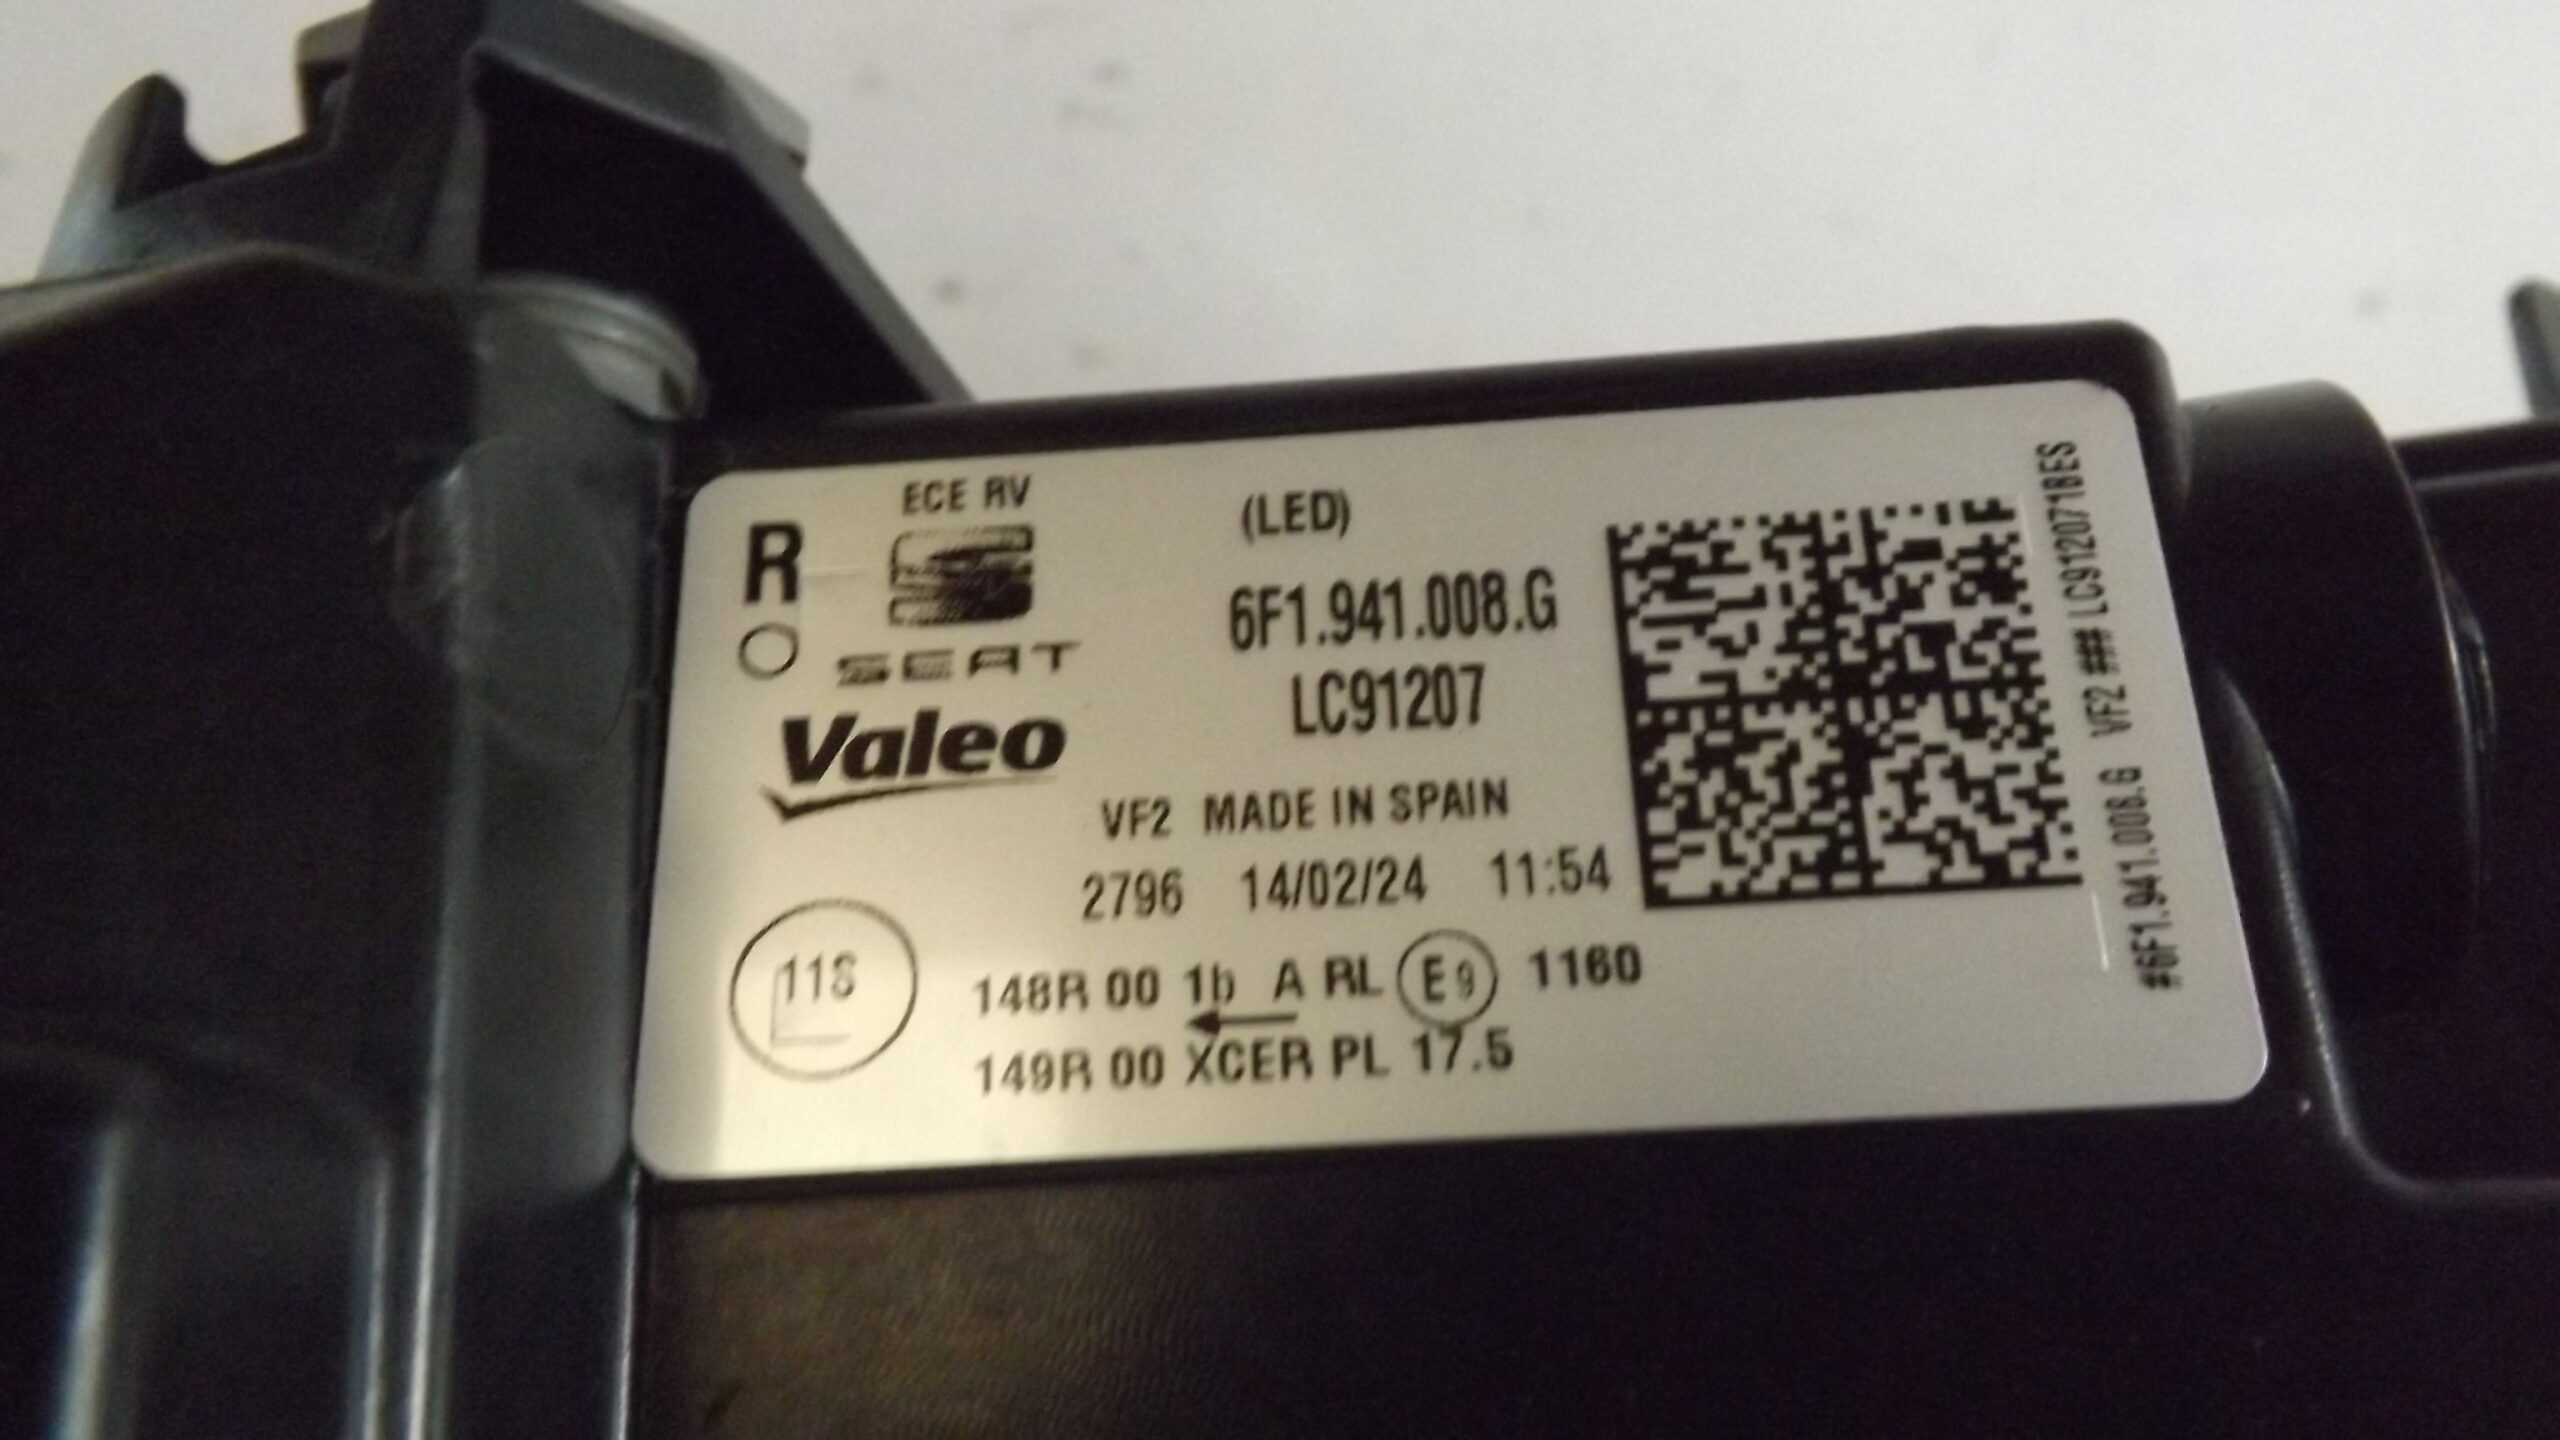 ECE RV
(LED)
R
SEAT
6F1.941.008.G
LC91207
Valeo
VF2 MADE IN SPAIN
2796 14/02/24 11:54
118
148R 00 1b A RL E9 1160
149R 00 XCER PL 17.5
#6F1.941.008.G VF2 ### LC912071BES